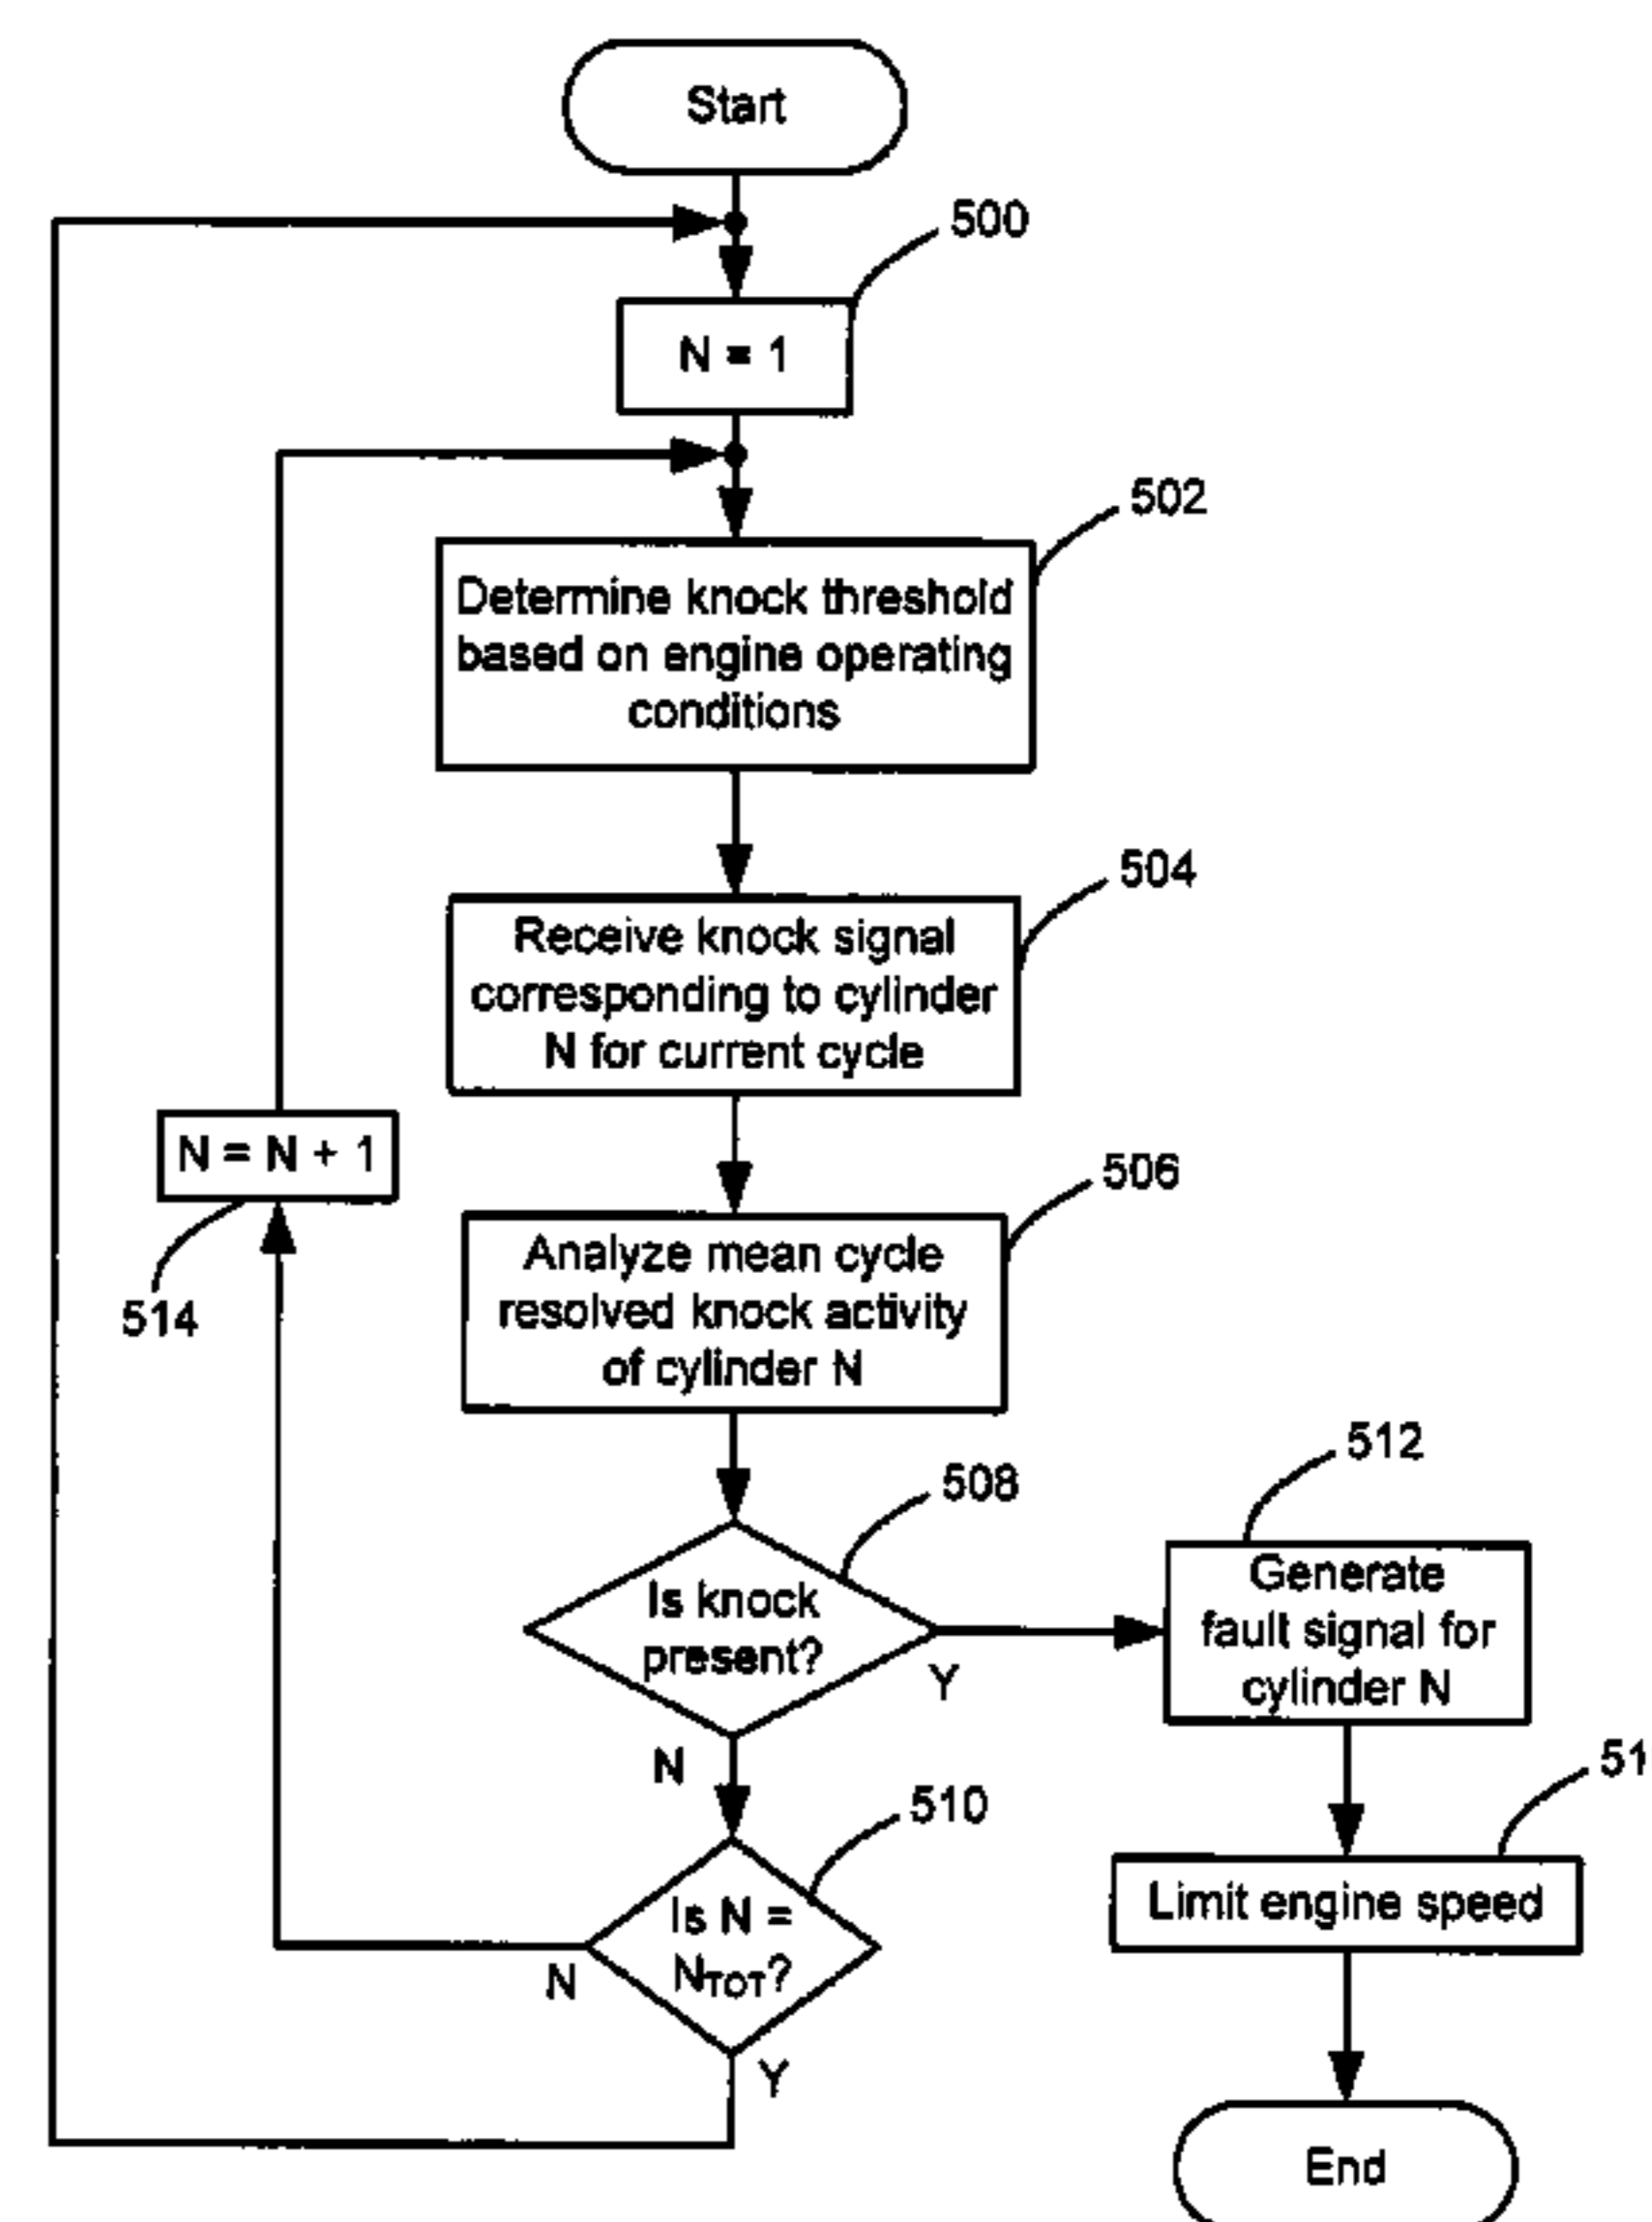 Start
500
N = 1
502
Determine knock threshold
based on engine operating
conditions
504
Receive knock signal
corresponding to cylinder
N for current cycle
N = N + 1
514
506
Analyze mean cycle
resolved knock activity
of cylinder N
508
Is knock
present?
Y
N
512
Generate
fault signal for
cylinder N
51
Limit engine speed
510
Is N =
NTOT?
N
Y
End